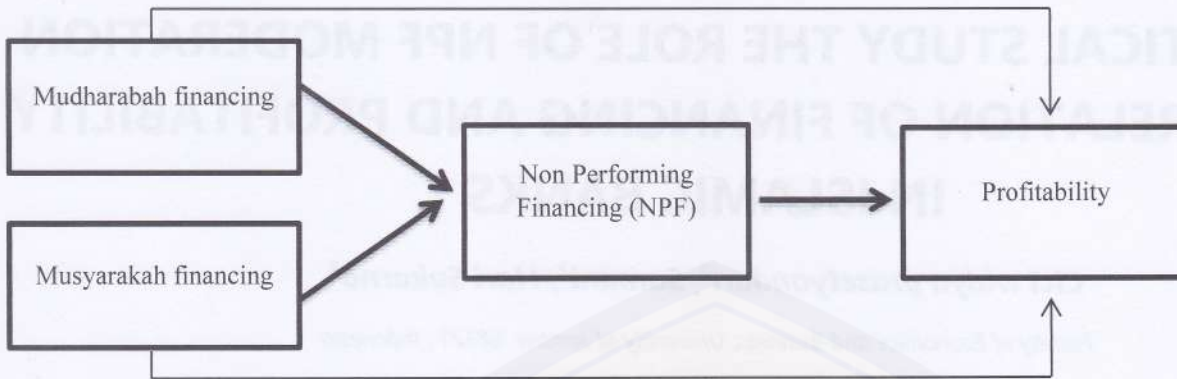 Mudharabah financing
Musyarakah financing
Non Performing
Financing (NPF)
Profitability